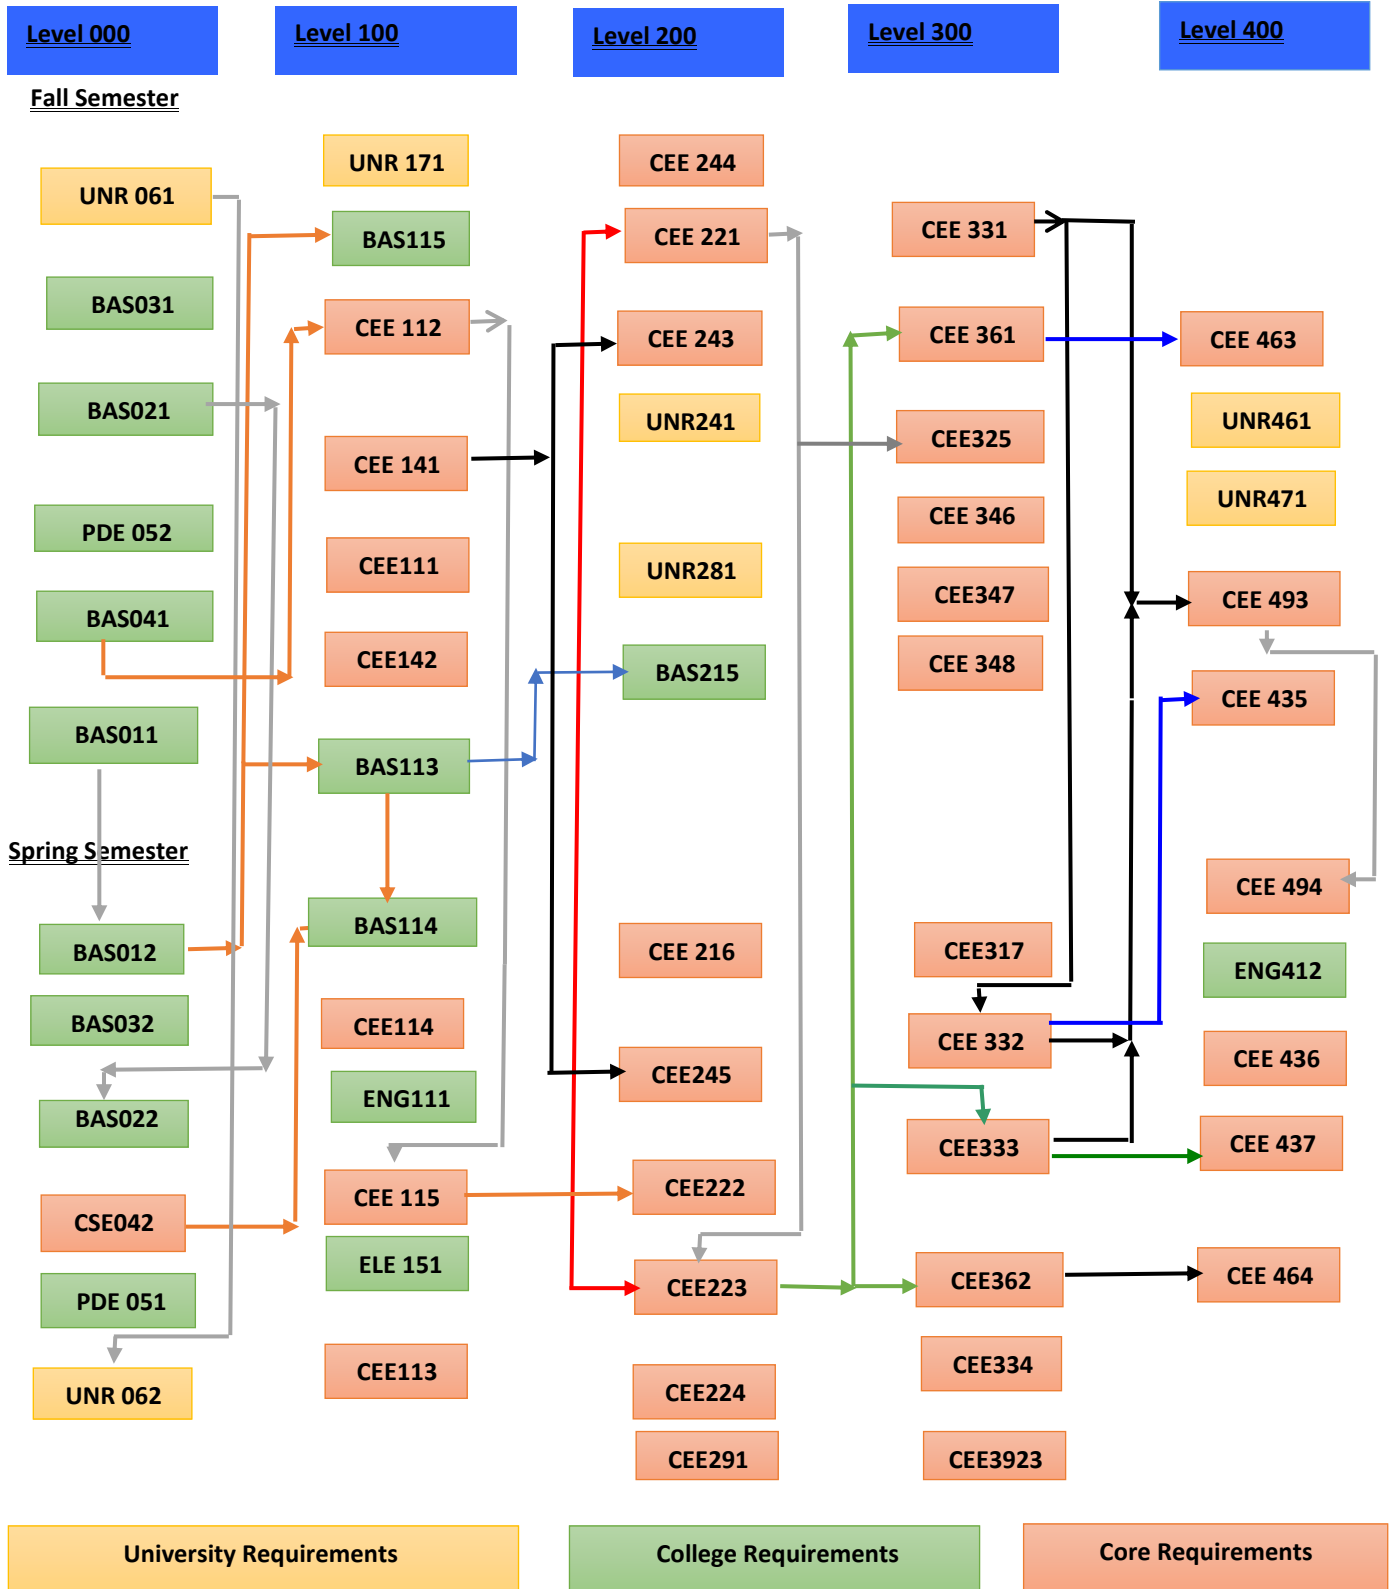 Level 000
Level 100
Level 200
Level 300
Level 400
Fall Semester
UNR 061
BAS031
BAS021
PDE 052
BAS041
BAS011
Spring Semester
BAS012
BAS032
BAS022
CSE042
PDE 051
UNR 062
UNR 171
BAS115
CEE 112
CEE 141
CEE111
CEE142
BAS113
BAS114
CEE114
ENG111
CEE 115
ELE 151
CEE113
CEE 244
CEE 221
CEE 243
UNR241
UNR281
BAS215
CEE 216
CEE245
CEE222
CEE223
CEE224
CEE291
CEE 331
CEE 361
CEE325
CEE 346
CEE347
CEE 348
CEE317
CEE 332
CEE333
CEE362
CEE334
CEE3923
CEE 463
UNR461
UNR471
CEE 493
CEE 435
CEE 494
ENG412
CEE 436
CEE 437
CEE 464
University Requirements
College Requirements
Core Requirements